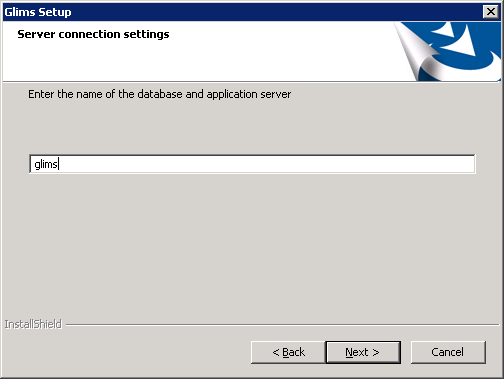 Glims Setup
Server connection settings
Enter the name of the database and application server
glims
InstallShield
< Back
Next >
Cancel